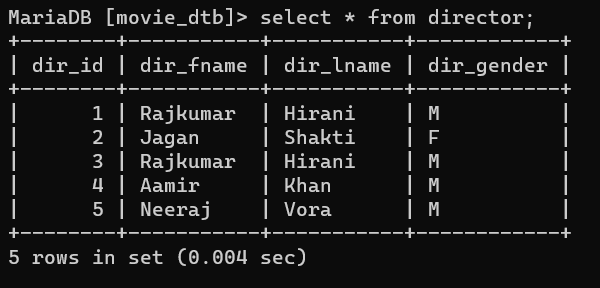 MariaDB [movie_dtb]> select * from director;
+--------+-----------+-----------+------------+
| dir_id | dir_fname | dir_lname | dir_gender |
+--------+-----------+-----------+------------+
|      1 | Rajkumar  | Hirani    | M          |
|      2 | Jagan     | Shakti    | F          |
|      3 | Rajkumar  | Hirani    | M          |
|      4 | Aamir     | Khan      | M          |
|      5 | Neeraj    | Vora      | M          |
+--------+-----------+-----------+------------+
5 rows in set (0.004 sec)